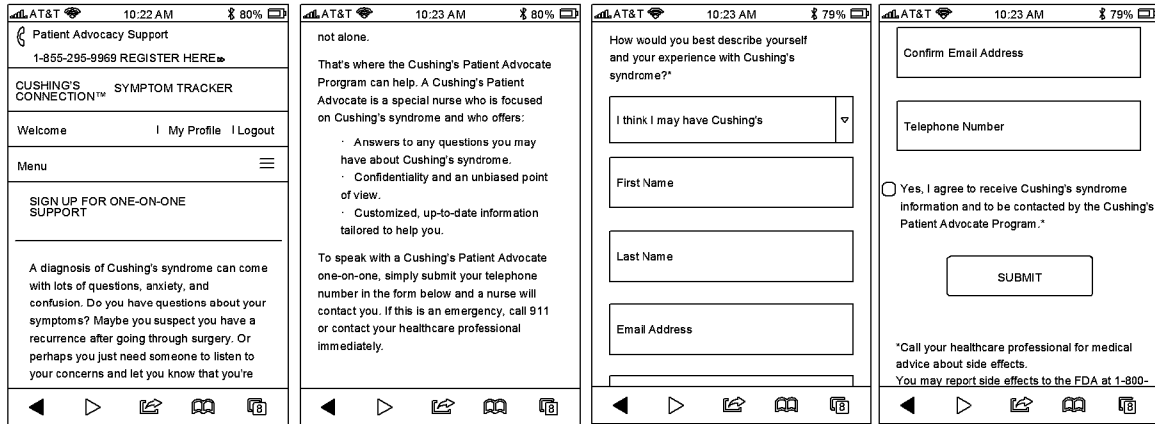 AT&T 10:22 AM 80%
Patient Advocacy Support
1-855-295-9969 REGISTER HERE»
CUSHING'S CONNECTION™ SYMPTOM TRACKER
Welcome | My Profile | Logout
Menu
SIGN UP FOR ONE-ON-ONE
SUPPORT
A diagnosis of Cushing's syndrome can come
with lots of questions, anxiety, and
confusion. Do you have questions about your
symptoms? Maybe you suspect you have a
recurrence after going through surgery. Or
perhaps you just need someone to listen to
your concerns and let you know that you're
8
AT&T 10:23 AM 80%
not alone.
That's where the Cushing's Patient Advocate
Program can help. A Cushing's Patient
Advocate is a special nurse who is focused
on Cushing's syndrome and who offers:
· Answers to any questions you may
have about Cushing's syndrome.
· Confidentiality and an unbiased point
of view.
· Customized, up-to-date information
tailored to help you.
To speak with a Cushing's Patient Advocate
one-on-one, simply submit your telephone
number in the form below and a nurse will
contact you. If this is an emergency, call 911
or contact your healthcare professional
immediately.
8
AT&T 10:23 AM 79%
How would you best describe yourself
and your experience with Cushing's
syndrome?*
I think I may have Cushing's
First Name
Last Name
Email Address
8
AT&T 10:23 AM 79%
Confirm Email Address
Telephone Number
Yes, I agree to receive Cushing's syndrome
information and to be contacted by the Cushing's
Patient Advocate Program.*
SUBMIT
*Call your healthcare professional for medical
advice about side effects.
You may report side effects to the FDA at 1-800-
8